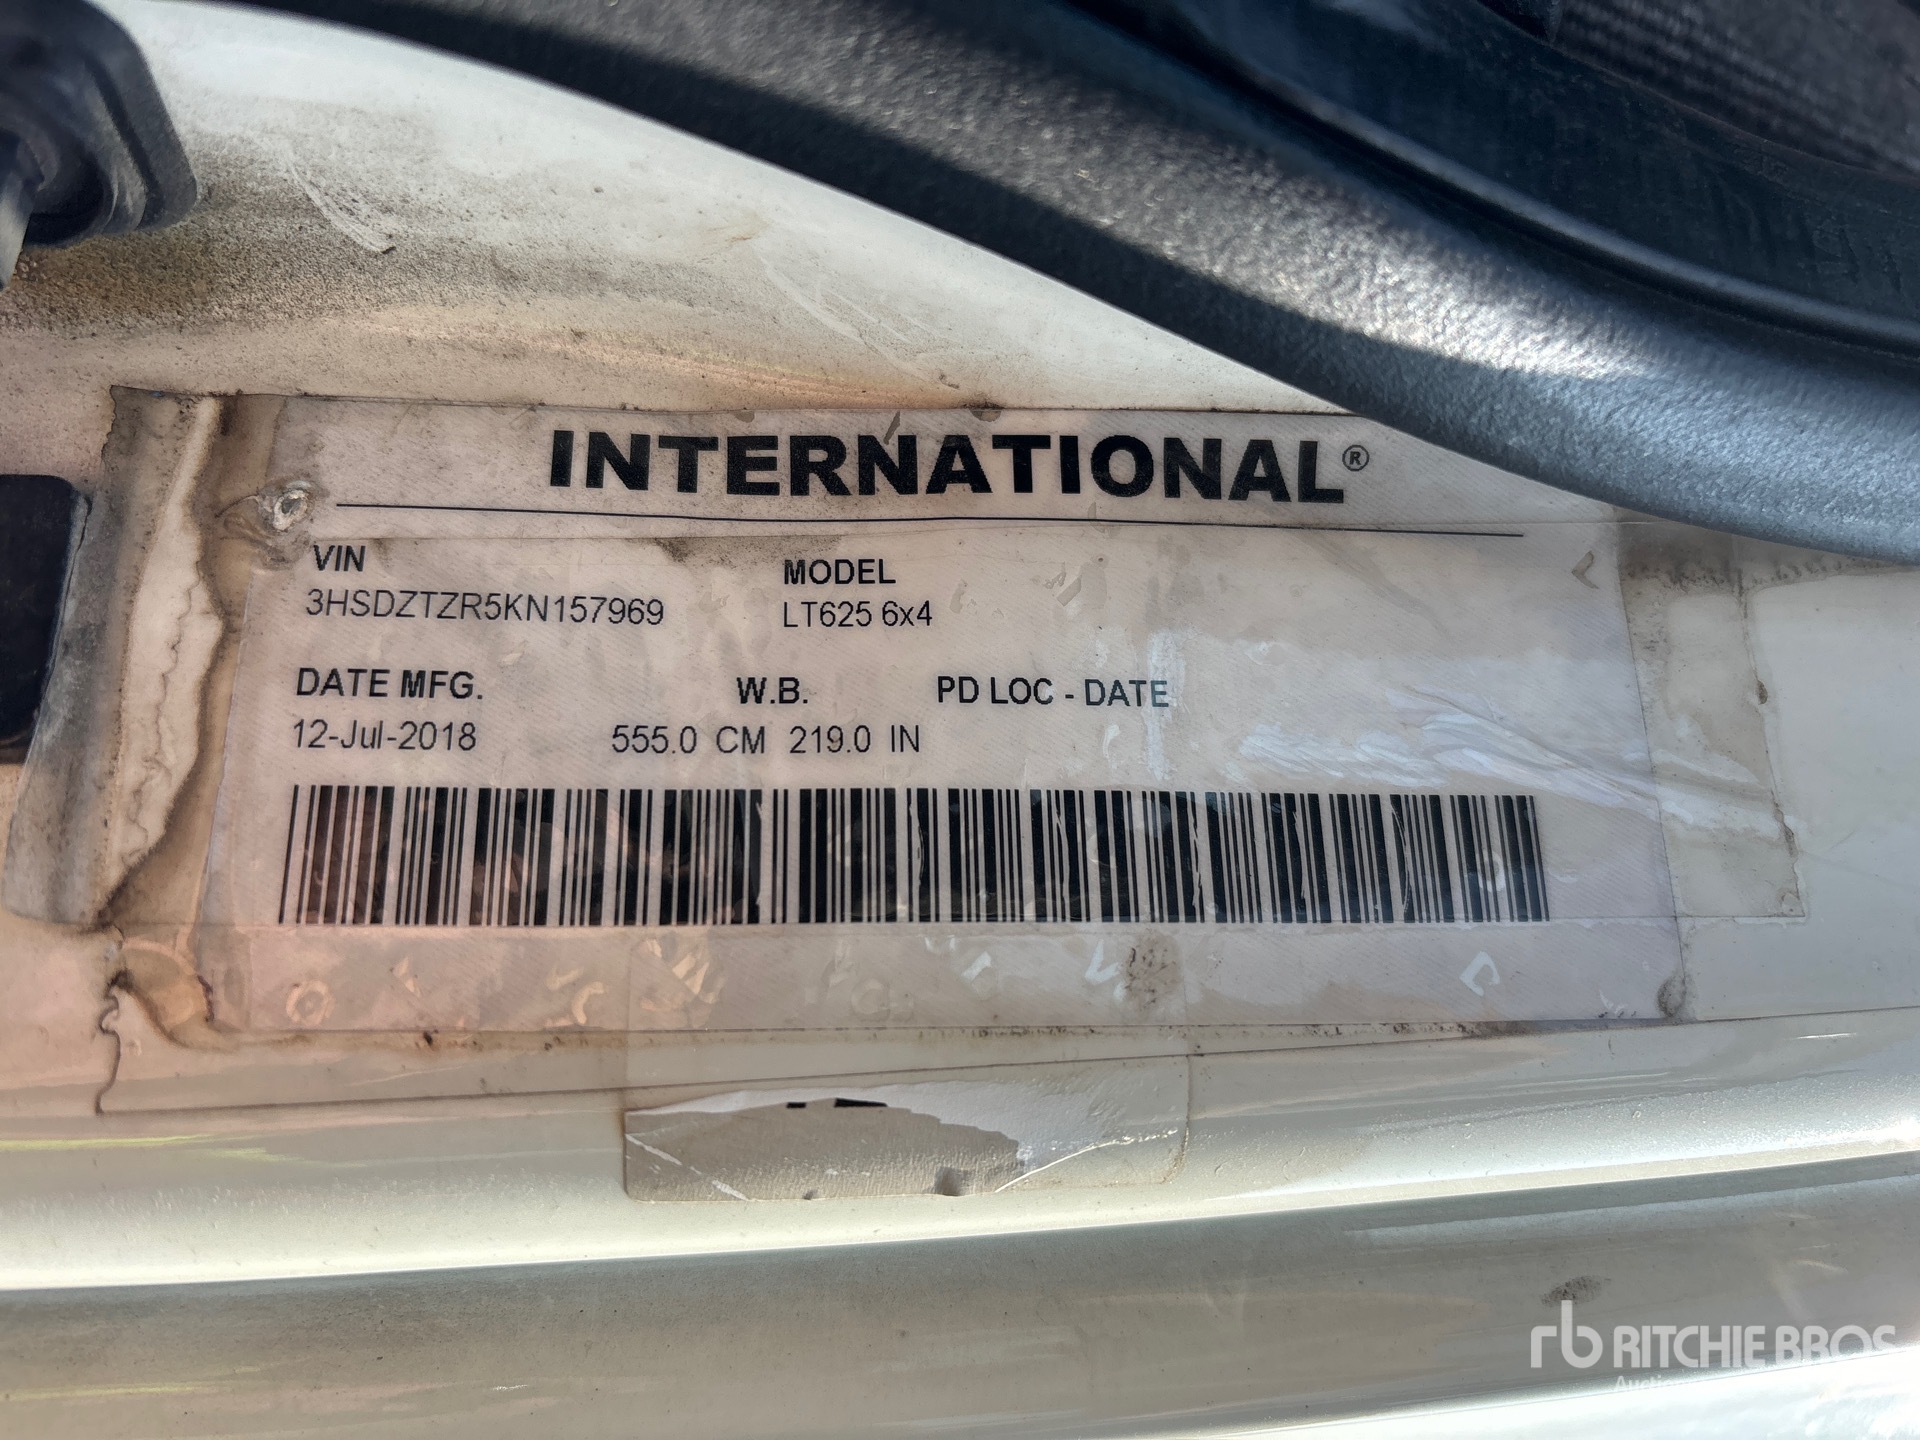 INTERNATIONAL®
VIN
MODEL
3HSDZTZR5KN157969
LT625 6x4
DATE MFG.
W.B.
PD LOC - DATE
12-Jul-2018
555.0 CM 219.0 IN
rb RITCHIE BROS